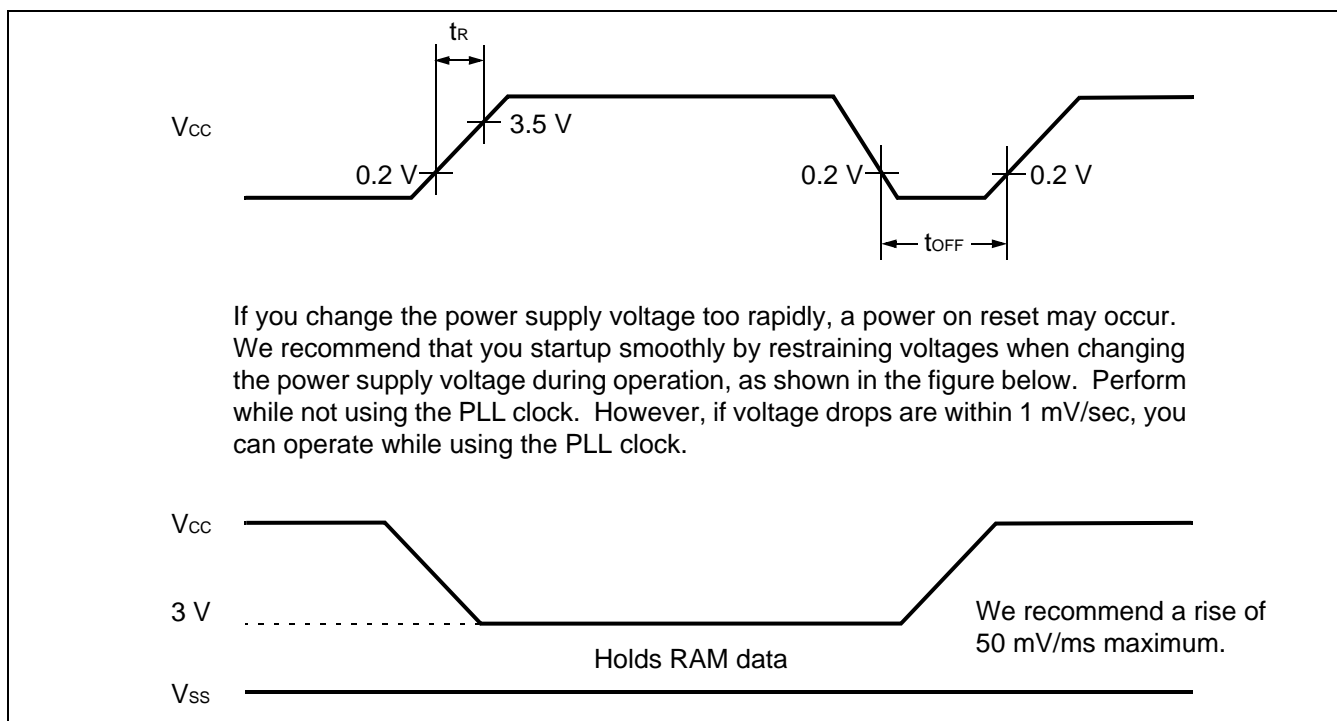 tR
VCC
3.5 V
0.2 V
0.2 V
0.2 V
tOFF
If you change the power supply voltage too rapidly, a power on reset may occur.
We recommend that you startup smoothly by restraining voltages when changing
the power supply voltage during operation, as shown in the figure below.  Perform
while not using the PLL clock.  However, if voltage drops are within 1 mV/sec, you
can operate while using the PLL clock.
VCC
3 V
We recommend a rise of
50 mV/ms maximum.
Holds RAM data
VSS